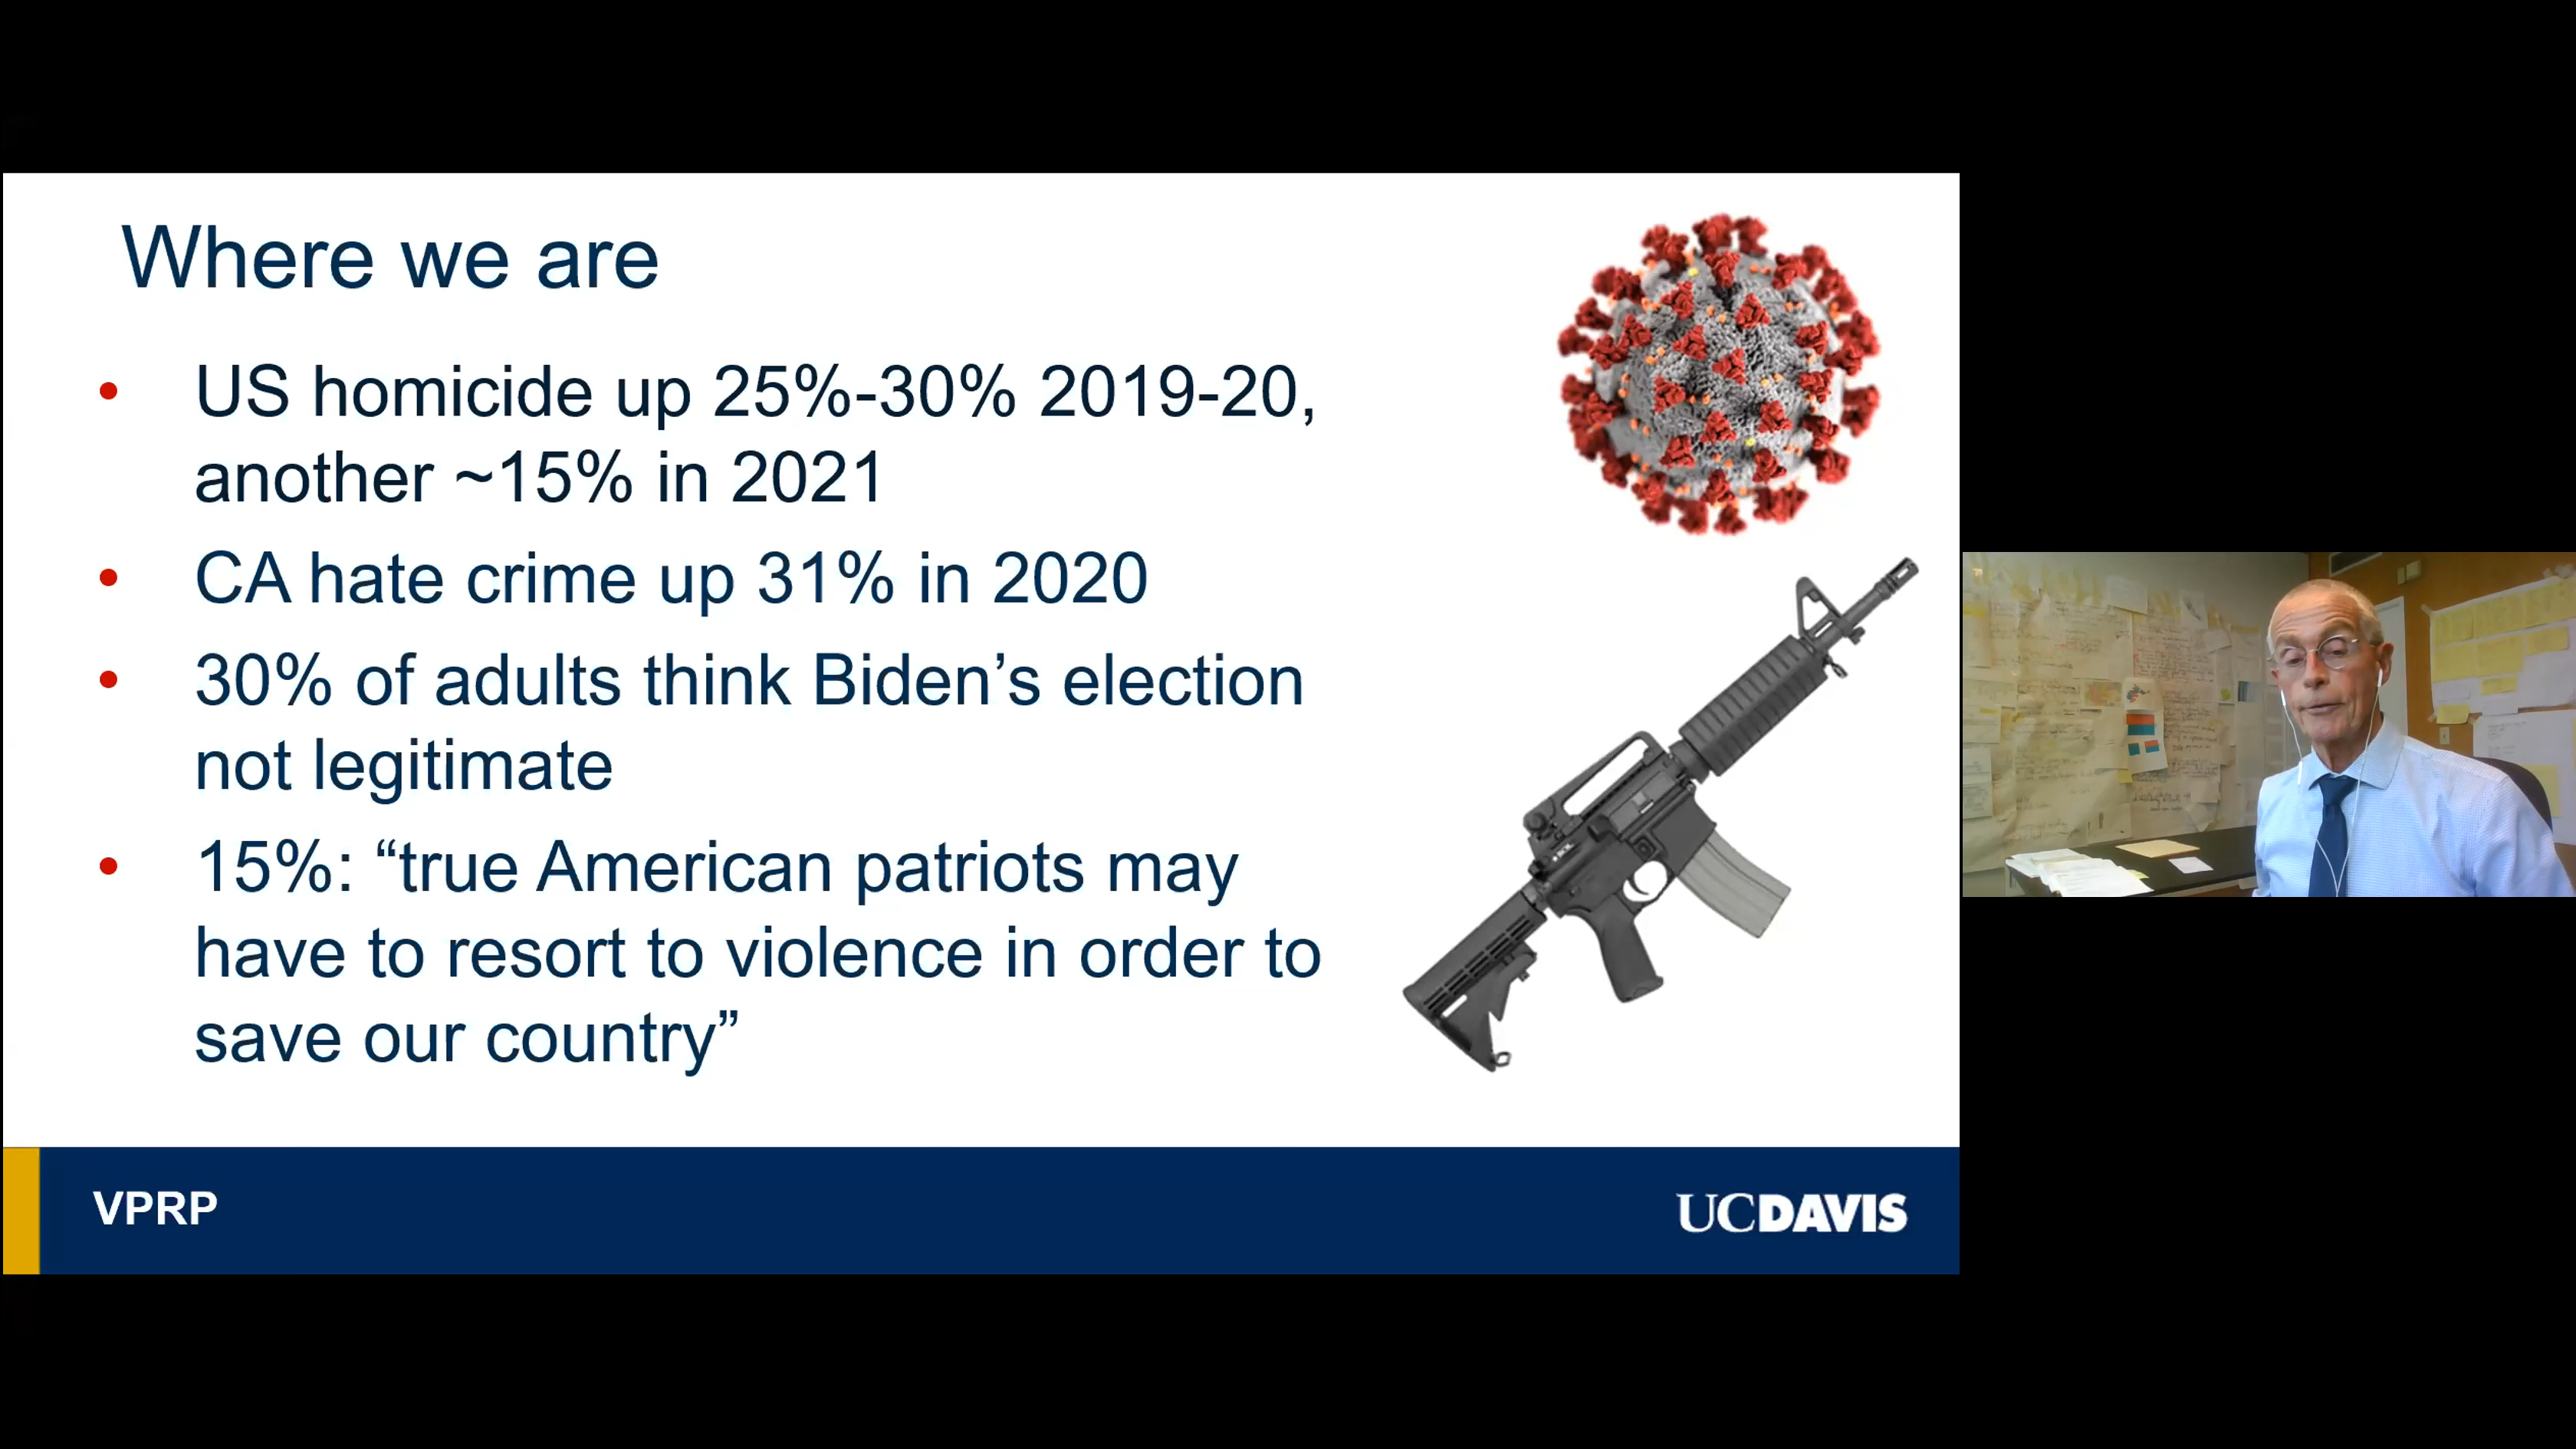 Where we are
• US homicide up 25%-30% 2019-20,
another ~15% in 2021
• CA hate crime up 31% in 2020
• 30% of adults think Biden’s election
not legitimate
• 15%: “true American patriots may
have to resort to violence in order to
save our country”
VPRP
UCDAVIS